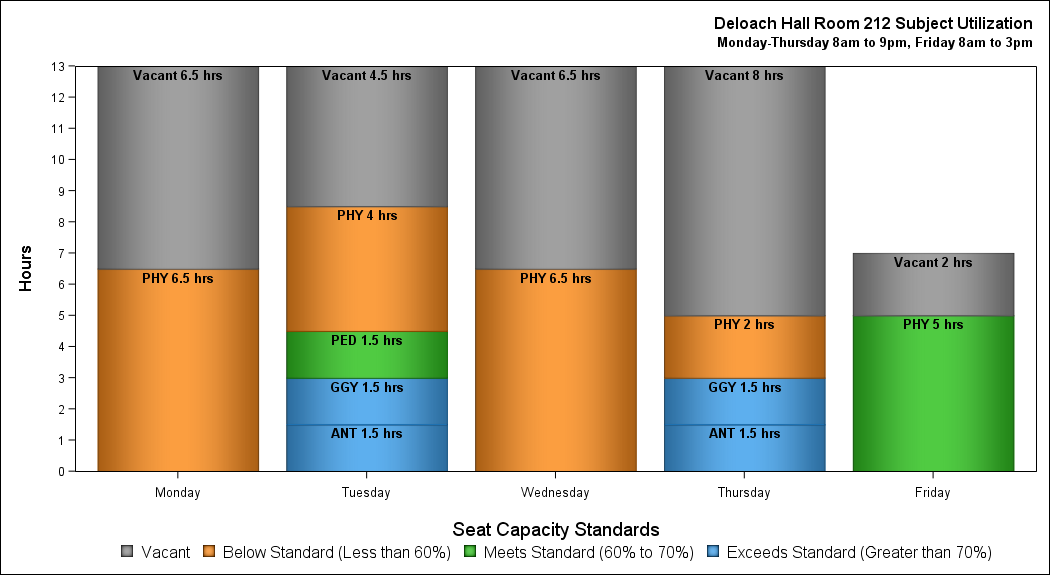 Deloach Hall Room 212 Subject Utilization
Monday-Thursday 8am to 9pm, Friday 8am to 3pm
Hours
13
12
11
10
9
8
7
6
5
4
3
2
1
0
Vacant 6.5 hrs
PHY 6.5 hrs
Vacant 4.5 hrs
PHY 4 hrs
PED 1.5 hrs
GGY 1.5 hrs
ANT 1.5 hrs
Vacant 6.5 hrs
PHY 6.5 hrs
Vacant 8 hrs
PHY 2 hrs
GGY 1.5 hrs
ANT 1.5 hrs
Vacant 2 hrs
PHY 5 hrs
Monday Tuesday Wednesday Thursday Friday
Seat Capacity Standards
Vacant Below Standard (Less than 60%) Meets Standard (60% to 70%) Exceeds Standard (Greater than 70%)